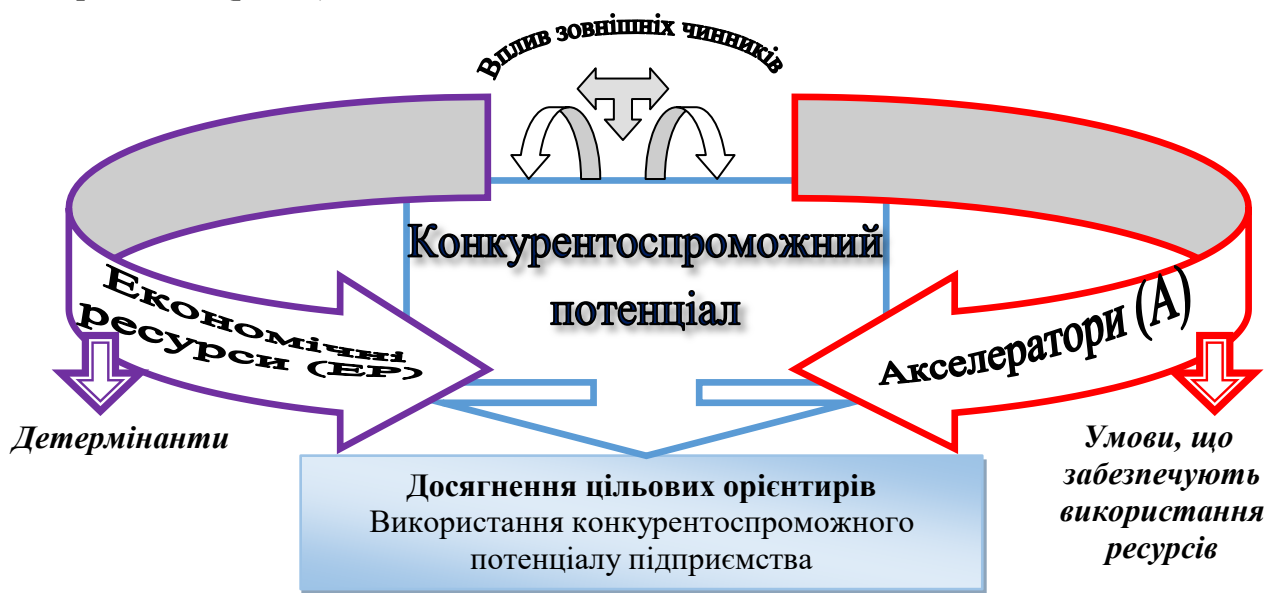 Вплив зовнішніх чинників
Конкурентоспроможний
потенціал
Економічні
ресурси (ЕР)
Акселератори (А)
Детермінанти
Умови, що
забезпечують
використання
ресурсів
Досягнення цільових орієнтирів
Використання конкурентоспроможного
потенціалу підприємства